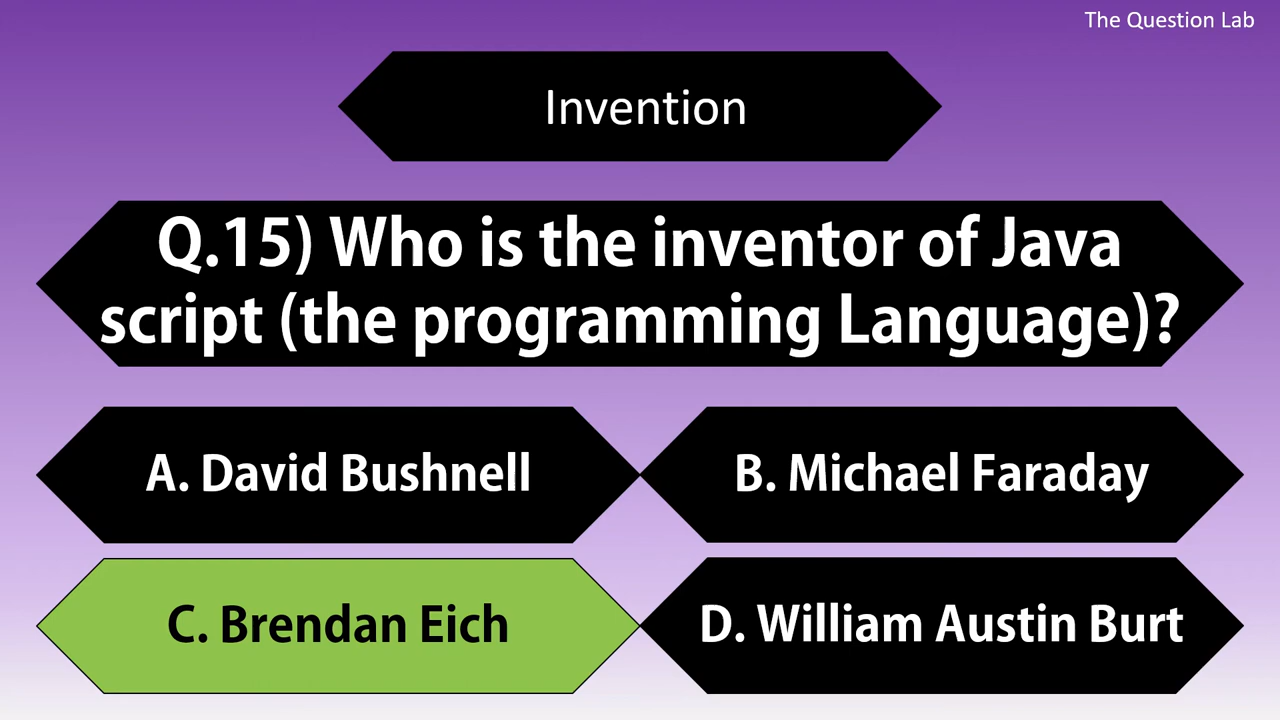 The Question Lab
Invention
Q.15) Who is the inventor of Java
script (the programming Language)?
A. David Bushnell
B. Michael Faraday
C. Brendan Eich
D. William Austin Burt